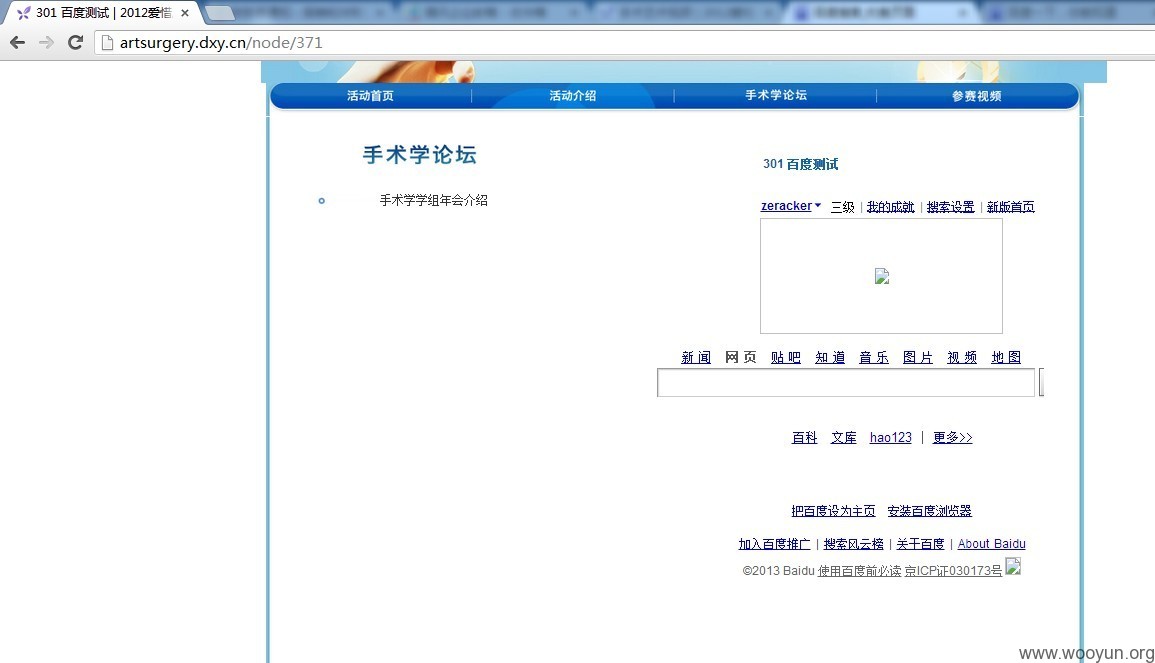 301 百度测试 | 2012爱惜
artsurgery.dxy.cn/node/371
活动首页 活动介绍 手术学论坛 参赛视频
手术学论坛
手术学学组年会介绍
301 百度测试
zeracker 三级 | 我的成就 | 搜索设置 | 新版首页
新 闻 网 页 贴 吧 知 道 音 乐 图 片 视 频 地 图
百科 文库 hao123 | 更多>>
把百度设为主页 安装百度浏览器
加入百度推广 | 搜索风云榜 | 关于百度 | About Baidu
©2013 Baidu 使用百度前必读 京ICP证030173号
www.wooyun.org